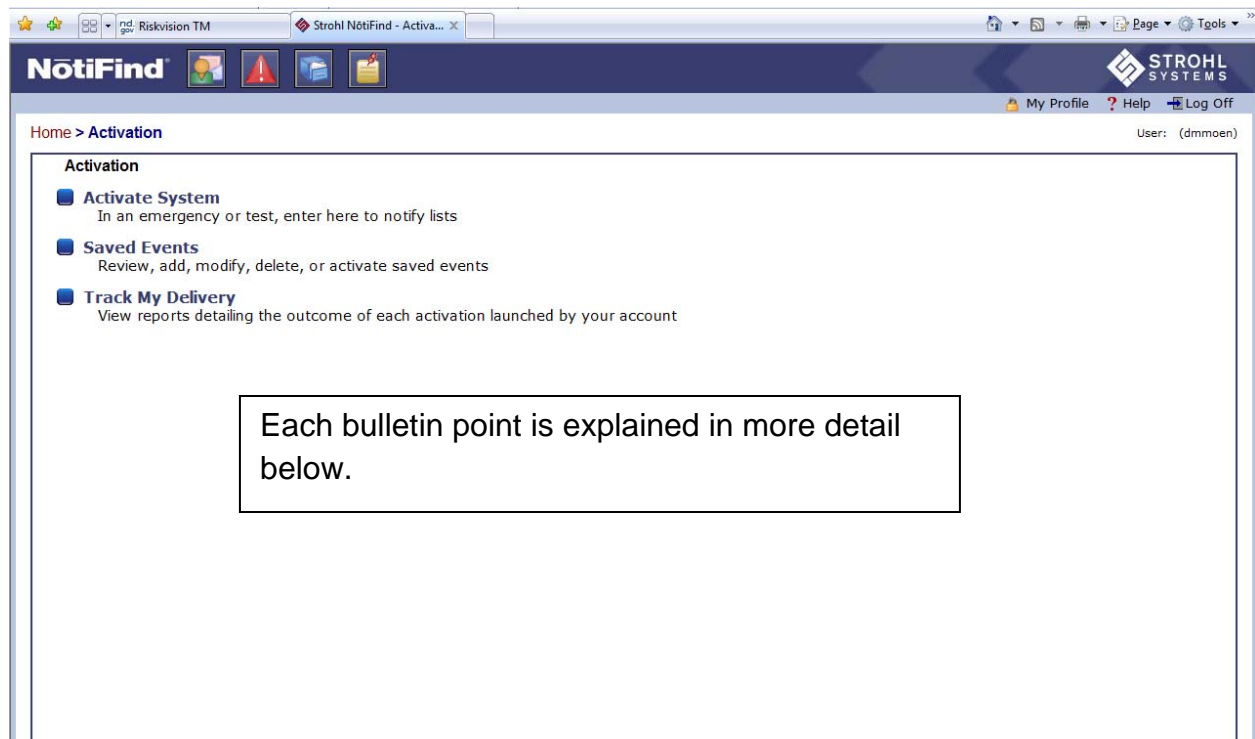 nd. gov Riskvision TM
Strohl NōtiFind - Activa... X
Page Tools »
NōtiFind
STROHL SYSTEMS
My Profile ? Help Log Off
Home > Activation
User: (dmmoen)
Activation
Activate System
In an emergency or test, enter here to notify lists
Saved Events
Review, add, modify, delete, or activate saved events
Track My Delivery
View reports detailing the outcome of each activation launched by your account
Each bulletin point is explained in more detail
below.